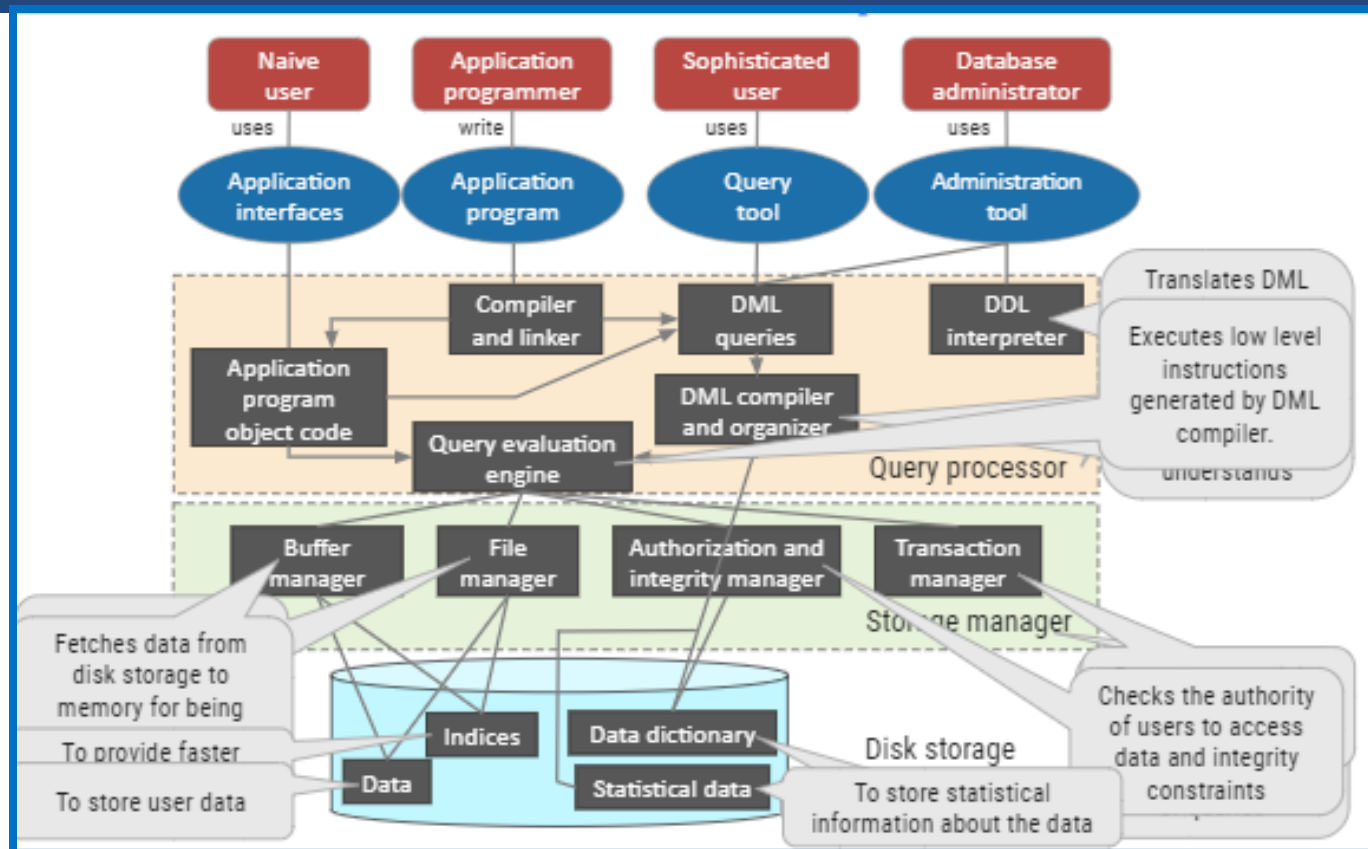 Naive
user
Application
programmer
Sophisticated
user
Database
administrator
uses
write
uses
uses
Application
interfaces
Application
program
Query
tool
Administration
tool
Compiler
and linker
DML
queries
DDL
interpreter
Application
program
object code
DML compiler
and organizer
Query evaluation
engine
Query processor
Translates DML
Executes low level
instructions
generated by DML
compiler.
understands
Buffer
manager
File
manager
Authorization and
integrity manager
Transaction
manager
Storage manager
Fetches data from
disk storage to
memory for being
To provide faster
To store user data
Indices
Data
Data dictionary
Statistical data
Disk storage
Checks the authority
of users to access
data and integrity
constraints
To store statistical
information about the data